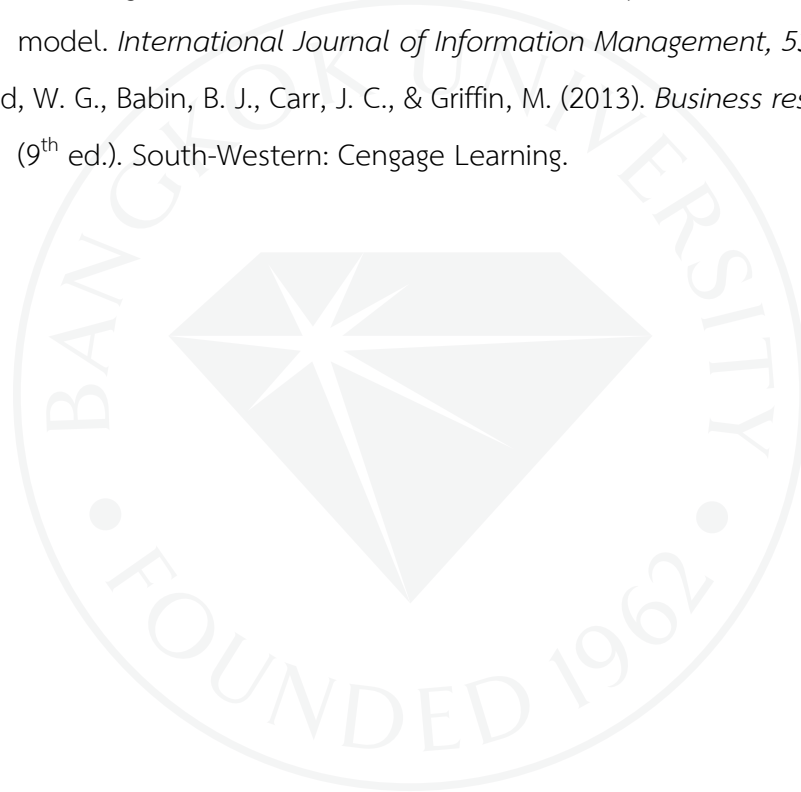 model. International Journal of Information Management, 5
d, W. G., Babin, B. J., Carr, J. C., & Griffin, M. (2013). Business res
(9th ed.). South-Western: Cengage Learning.
BANGKOK UNIVERSITY
FOUNDED 1962